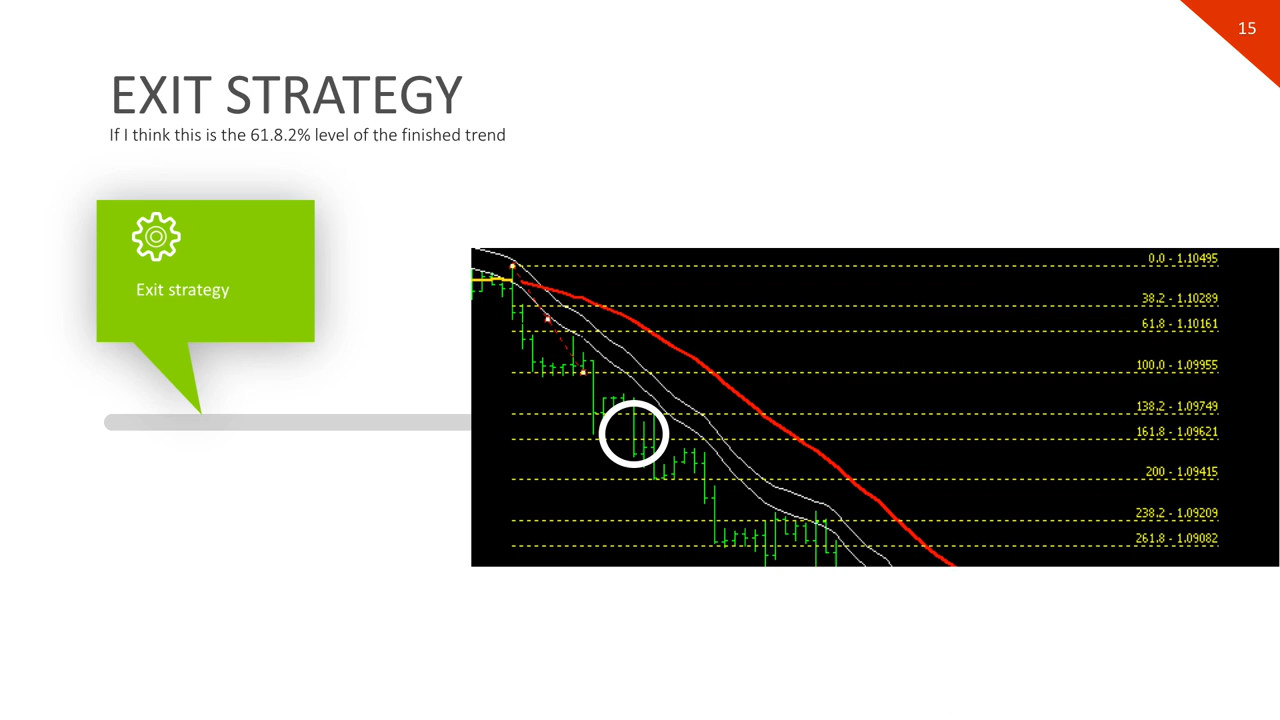 15
EXIT STRATEGY
If I think this is the 61.8.2% level of the finished trend
Exit strategy
0.0 - 1.10495
38.2 - 1.10289
61.8 - 1.10161
100.0 - 1.09955
138.2 - 1.09749
161.8 - 1.09621
200 - 1.09415
238.2 - 1.09209
261.8 - 1.09082